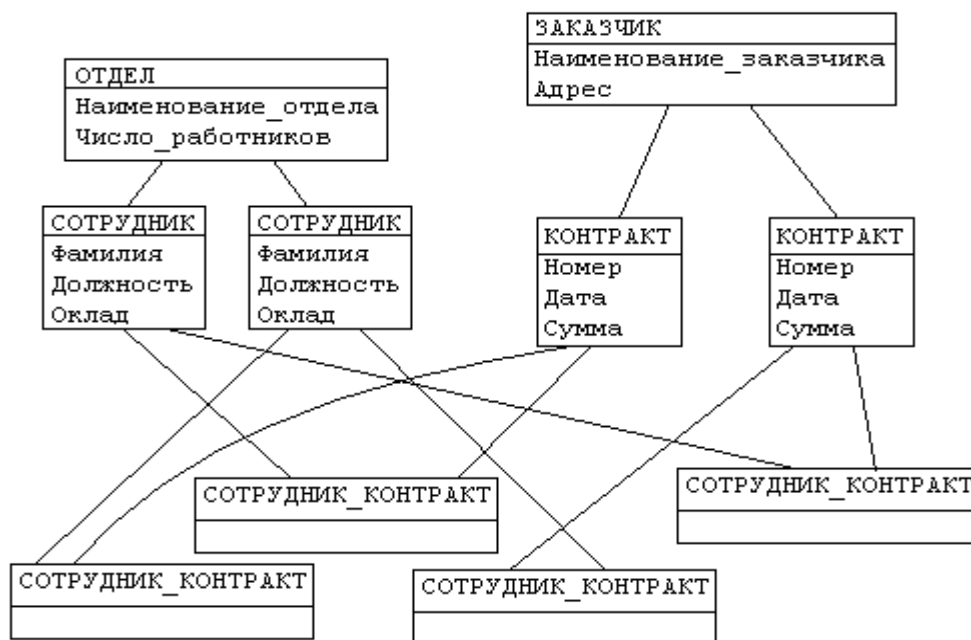 ЗАКАЗЧИК
Наименование_заказчика
Адрес
ОТДЕЛ
Наименование_отдела
Число_работников
СОТРУДНИК
Фамилия
Должность
Оклад
СОТРУДНИК
Фамилия
Должность
Оклад
КОНТРАКТ
Номер
Дата
Сумма
КОНТРАКТ
Номер
Дата
Сумма
СОТРУДНИК_КОНТРАКТ
СОТРУДНИК_КОНТРАКТ
СОТРУДНИК_КОНТРАКТ
СОТРУДНИК_КОНТРАКТ